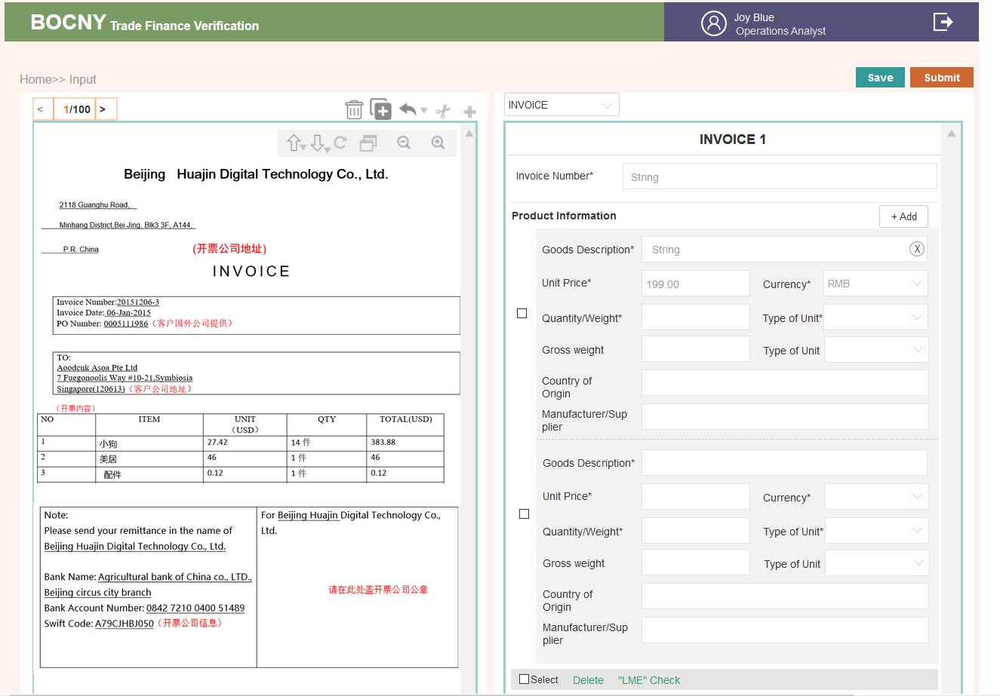 BOCNY Trade Finance Verification
Joy Blue
Operations Analyst
Home>> Input
Save
Submit
< 1/100 >
Beijing Huajin Digital Technology Co., Ltd.
2118 Guanghu Road,
Minhang District,Bei Jing, Blk3 3F, A144,
P.R. China
(开票公司地址)
INVOICE
Invoice Number:20151206-3
Invoice Date: 06-Jan-2015
PO Number: 0005111986（客户国外公司提供）
TO:
Aoodcuk Asoa Pte Ltd
7 Fuegonoolis Way #10-21,Symbiosia
Singapore(120613)（客户公司地址）
（开票内容）
NO ITEM UNIT（USD） QTY TOTAL(USD)
1 小狗 27.42 14 件 383.88
2 美居 46 1 件 46
3 配件 0.12 1 件 0.12
Note:
Please send your remittance in the name of
Beijing Huajin Digital Technology Co., Ltd.
Bank Name: Agricultural bank of China co., LTD.,
Beijing circus city branch
Bank Account Number: 0842 7210 0400 51489
Swift Code: A79CJHBJ050（开票公司信息）
For Beijing Huajin Digital Technology Co.,
Ltd.
请在此处盖开票公司公章
INVOICE
INVOICE 1
Invoice Number* String
Product Information
+ Add
Goods Description* String X
Unit Price* 199.00 Currency* RMB
Quantity/Weight* Type of Unit*
Gross weight Type of Unit
Country of
Origin
Manufacturer/Sup
plier
Goods Description*
Unit Price* Currency*
Quantity/Weight* Type of Unit*
Gross weight Type of Unit
Country of
Origin
Manufacturer/Sup
plier
Select Delete "LME" Check